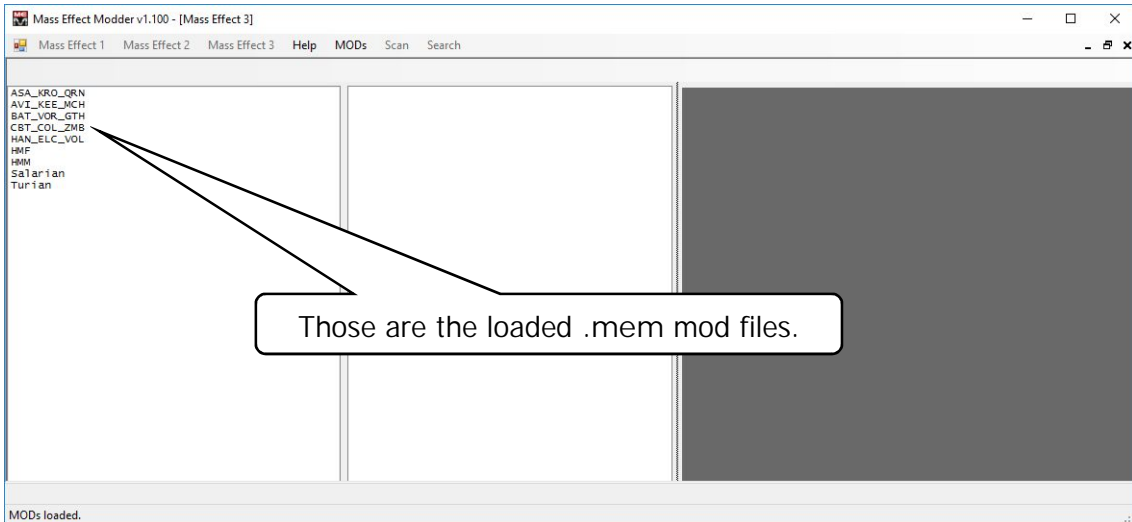 Mass Effect Modder v1.100 - [Mass Effect 3]
Mass Effect 1 Mass Effect 2 Mass Effect 3 Help MODs Scan Search
ASA_KRO_QRN
AVI_KEE_MCH
BAT_VOR_GTH
CBT_COL_ZMB
HAN_ELC_VOL
HMF
HMM
Salarian
Turian
Those are the loaded .mem mod files.
MODs loaded.